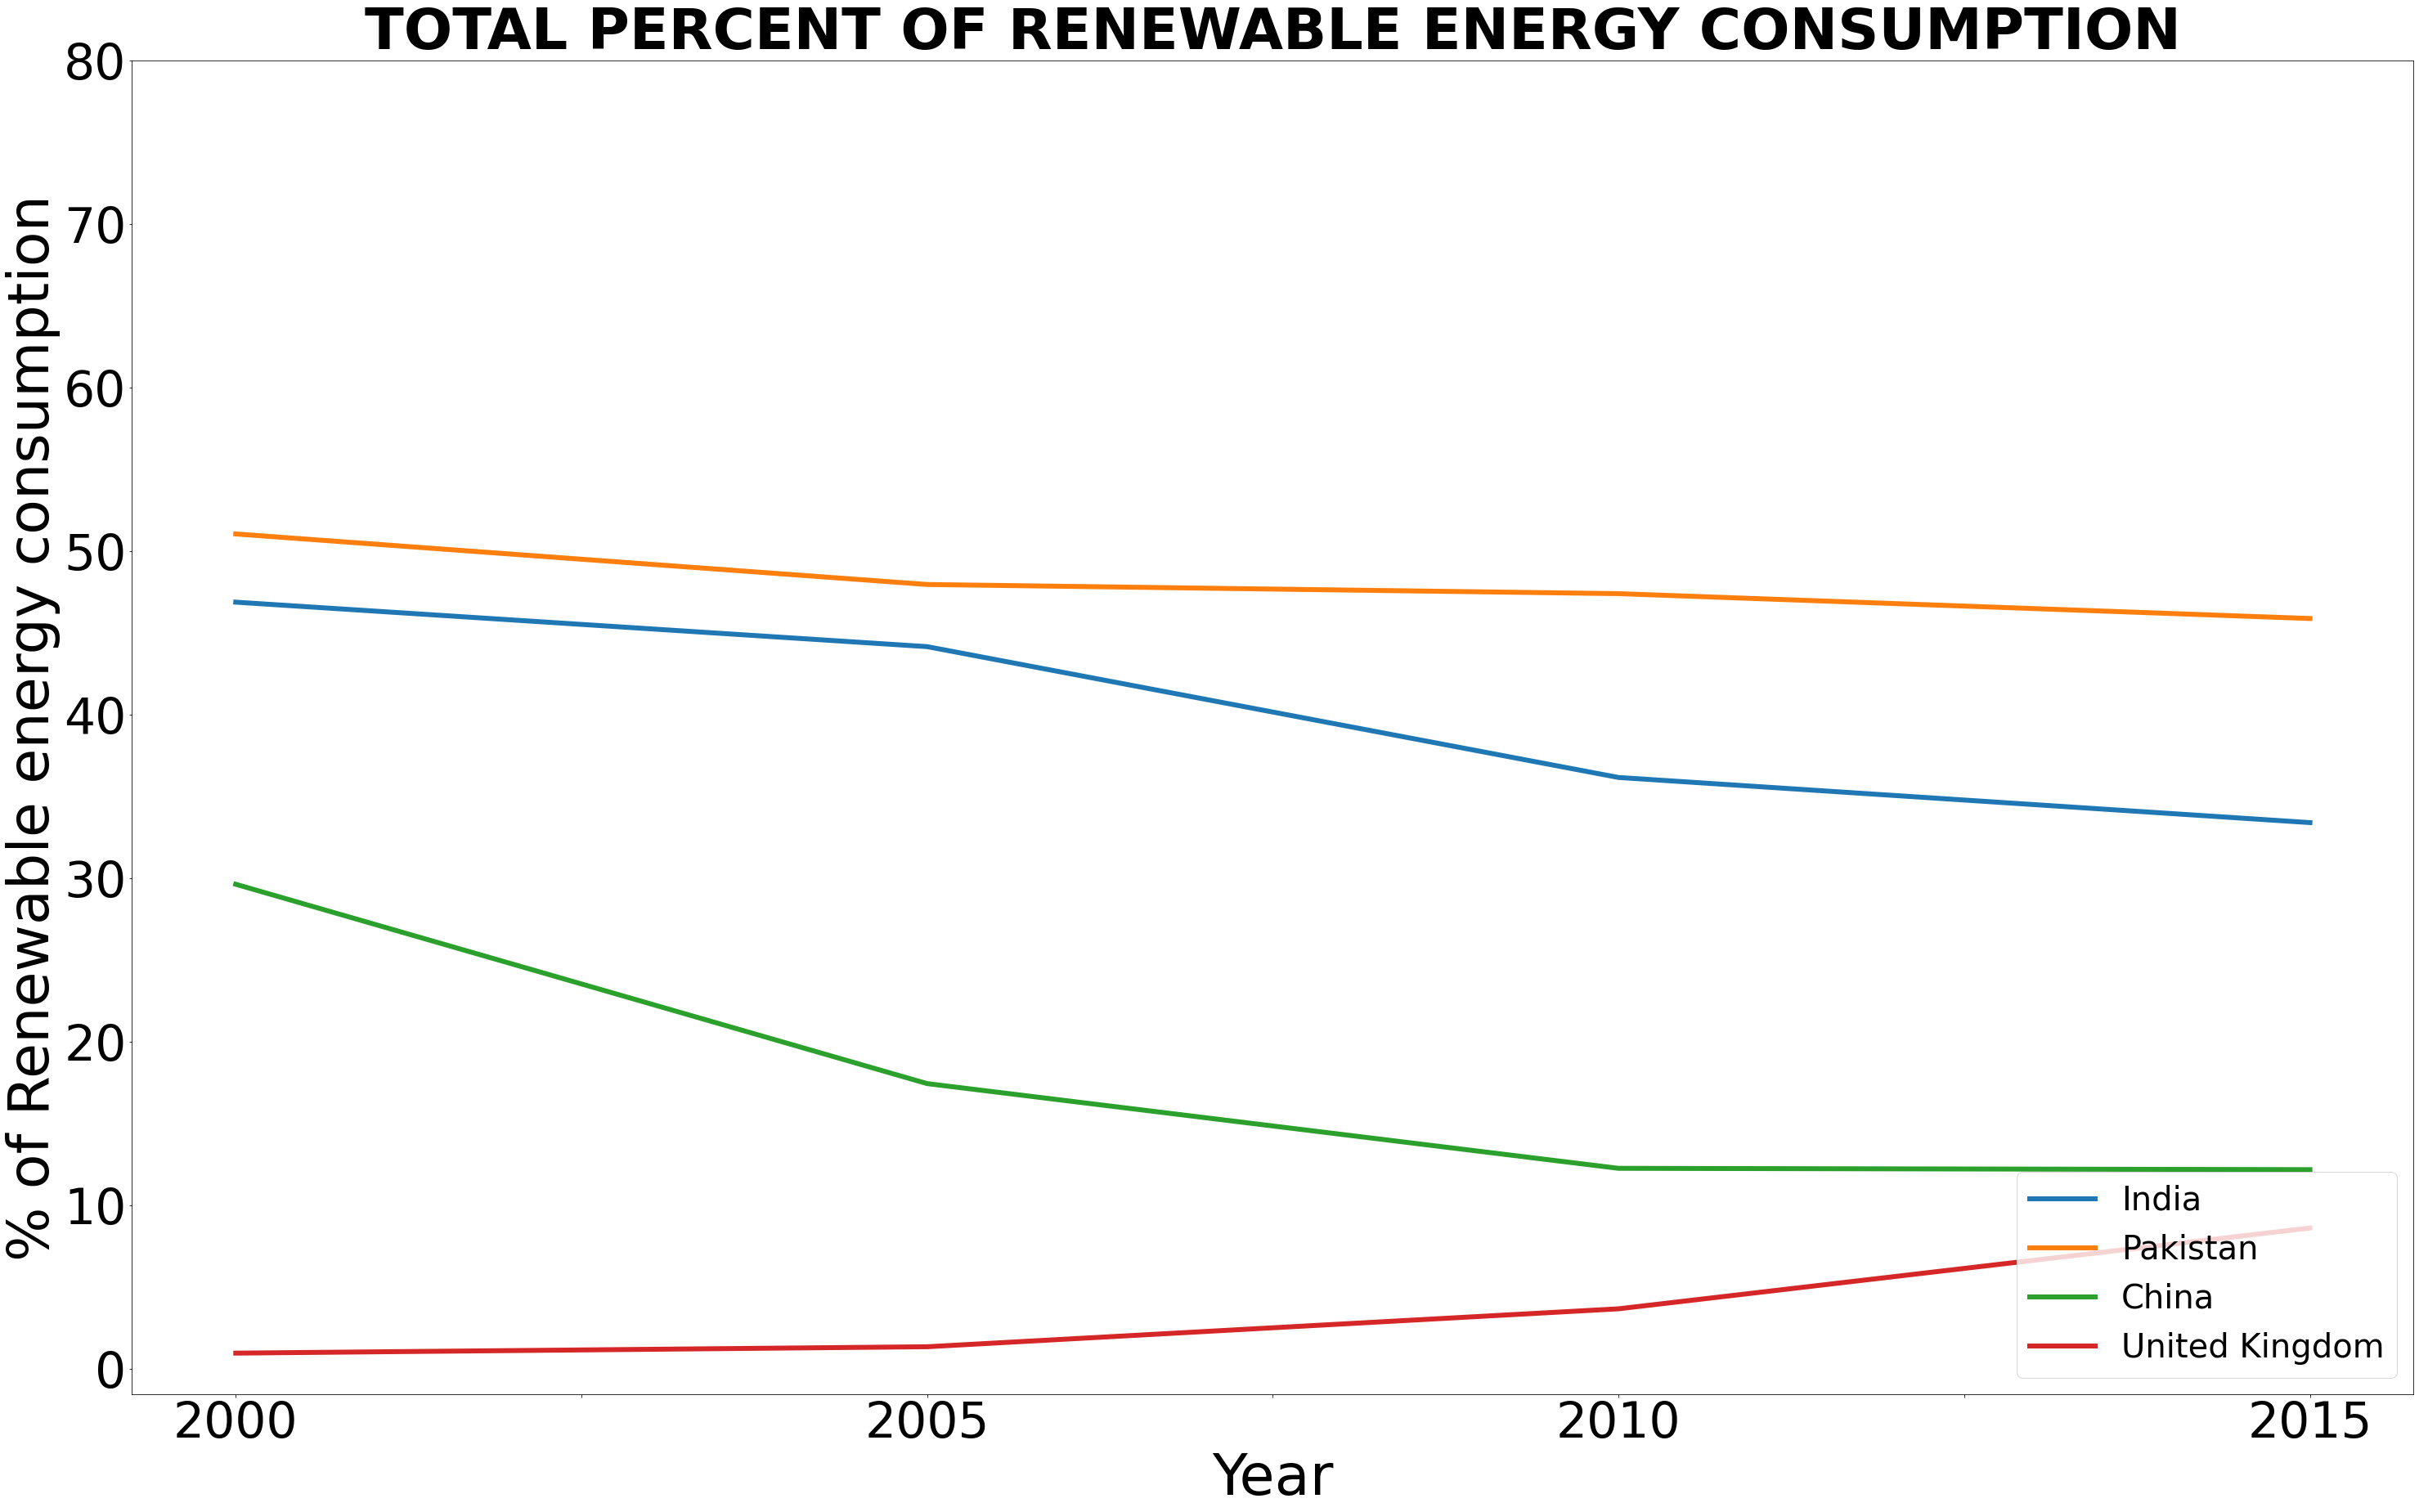 TOTAL PERCENT OF RENEWABLE ENERGY CONSUMPTION
% of Renewable energy consumption
80
70
60
50
40
30
20
10
0
India
Pakistan
China
United Kingdom
2000 2005 2010 2015
Year